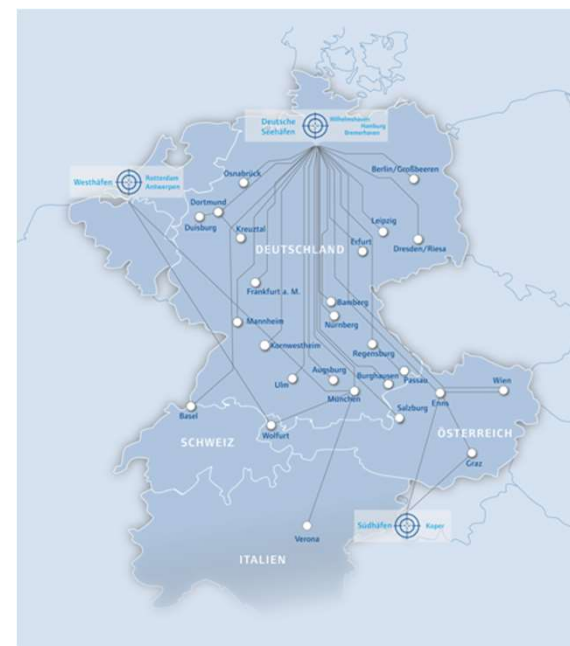 Deutsche
Seehäfen
Wilhelmshaven
Hamburg
Bremerhaven
Westhäfen
Rotterdam
Antwerpen
Osnabrück
Berlin/Großbeeren
Dortmund
Duisburg
Kreuztal
Leipzig
Erfurt
Dresden/Riesa
DEUTSCHLAND
Frankfurt a. M.
Bamberg
Nürnberg
Mannheim
Kornwestheim
Regensburg
Augsburg
Ulm
Burghausen
Passau
München
Wien
Enns
Salzburg
Basel
Wolfurt
SCHWEIZ
ÖSTERREICH
Graz
Südhäfen
Koper
Verona
ITALIEN